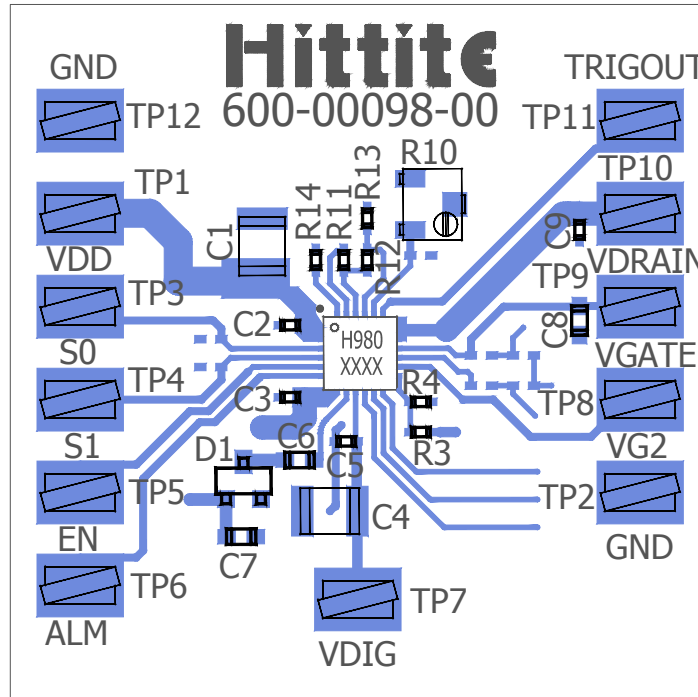 Hittite
600-00098-00
GND
TP12
TRIGOUT
TP11
TP1
VDD
R14
R11
R13
R12
R10
C1
TP10
C9
VDRAIN
TP3
S0
C2
H980
XXXX
TP9
C8
VGATE
TP4
S1
C3
R4
R3
TP8
VG2
D1
C6
C5
TP5
EN
C7
C4
TP2
GND
TP6
ALM
TP7
VDIG